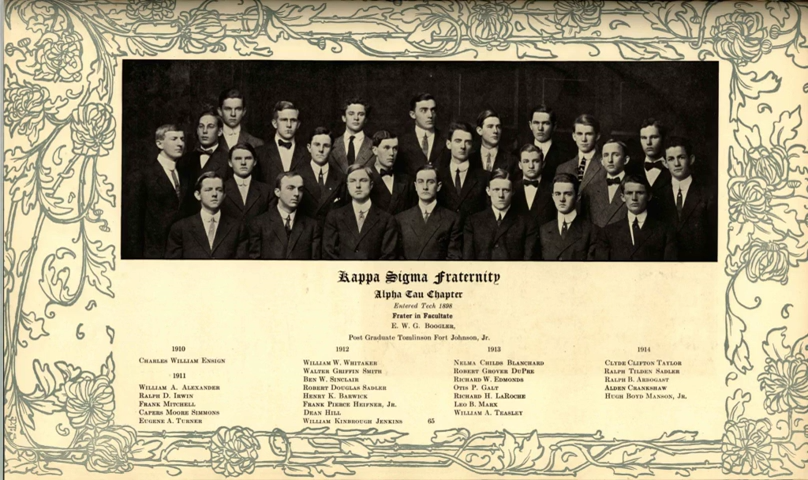 Kappa Sigma Fraternity
Alpha Tau Chapter
Entered Tech 1898
Frater in Facultate
E. W. G. Boogler,
Post Graduate Tomlinson Fort Johnson, Jr.
1910
Charles William Ensign
1911
William A. Alexander
Ralph D. Irwin
Frank Mitchell
Capers Moore Simmons
Eugene A. Turner
1912
William W. Whitaker
Walter Griffin Smith
Ben W. Sinclair
Robert Douglas Sadler
Henry K. Barwick
Frank Pierce Heifner, Jr.
Dean Hill
William Kinbrough Jenkins
1913
Nelma Childs Blanchard
Robert Grover DuPre
Richard W. Edmonds
Otis P. Galt
Richard H. LaRoche
Leo B. Marx
William A. Teasley
1914
Clyde Clifton Taylor
Ralph Tilden Sadler
Ralph B. Arbogast
Alden Crankshaw
Hugh Boyd Manson, Jr.
65